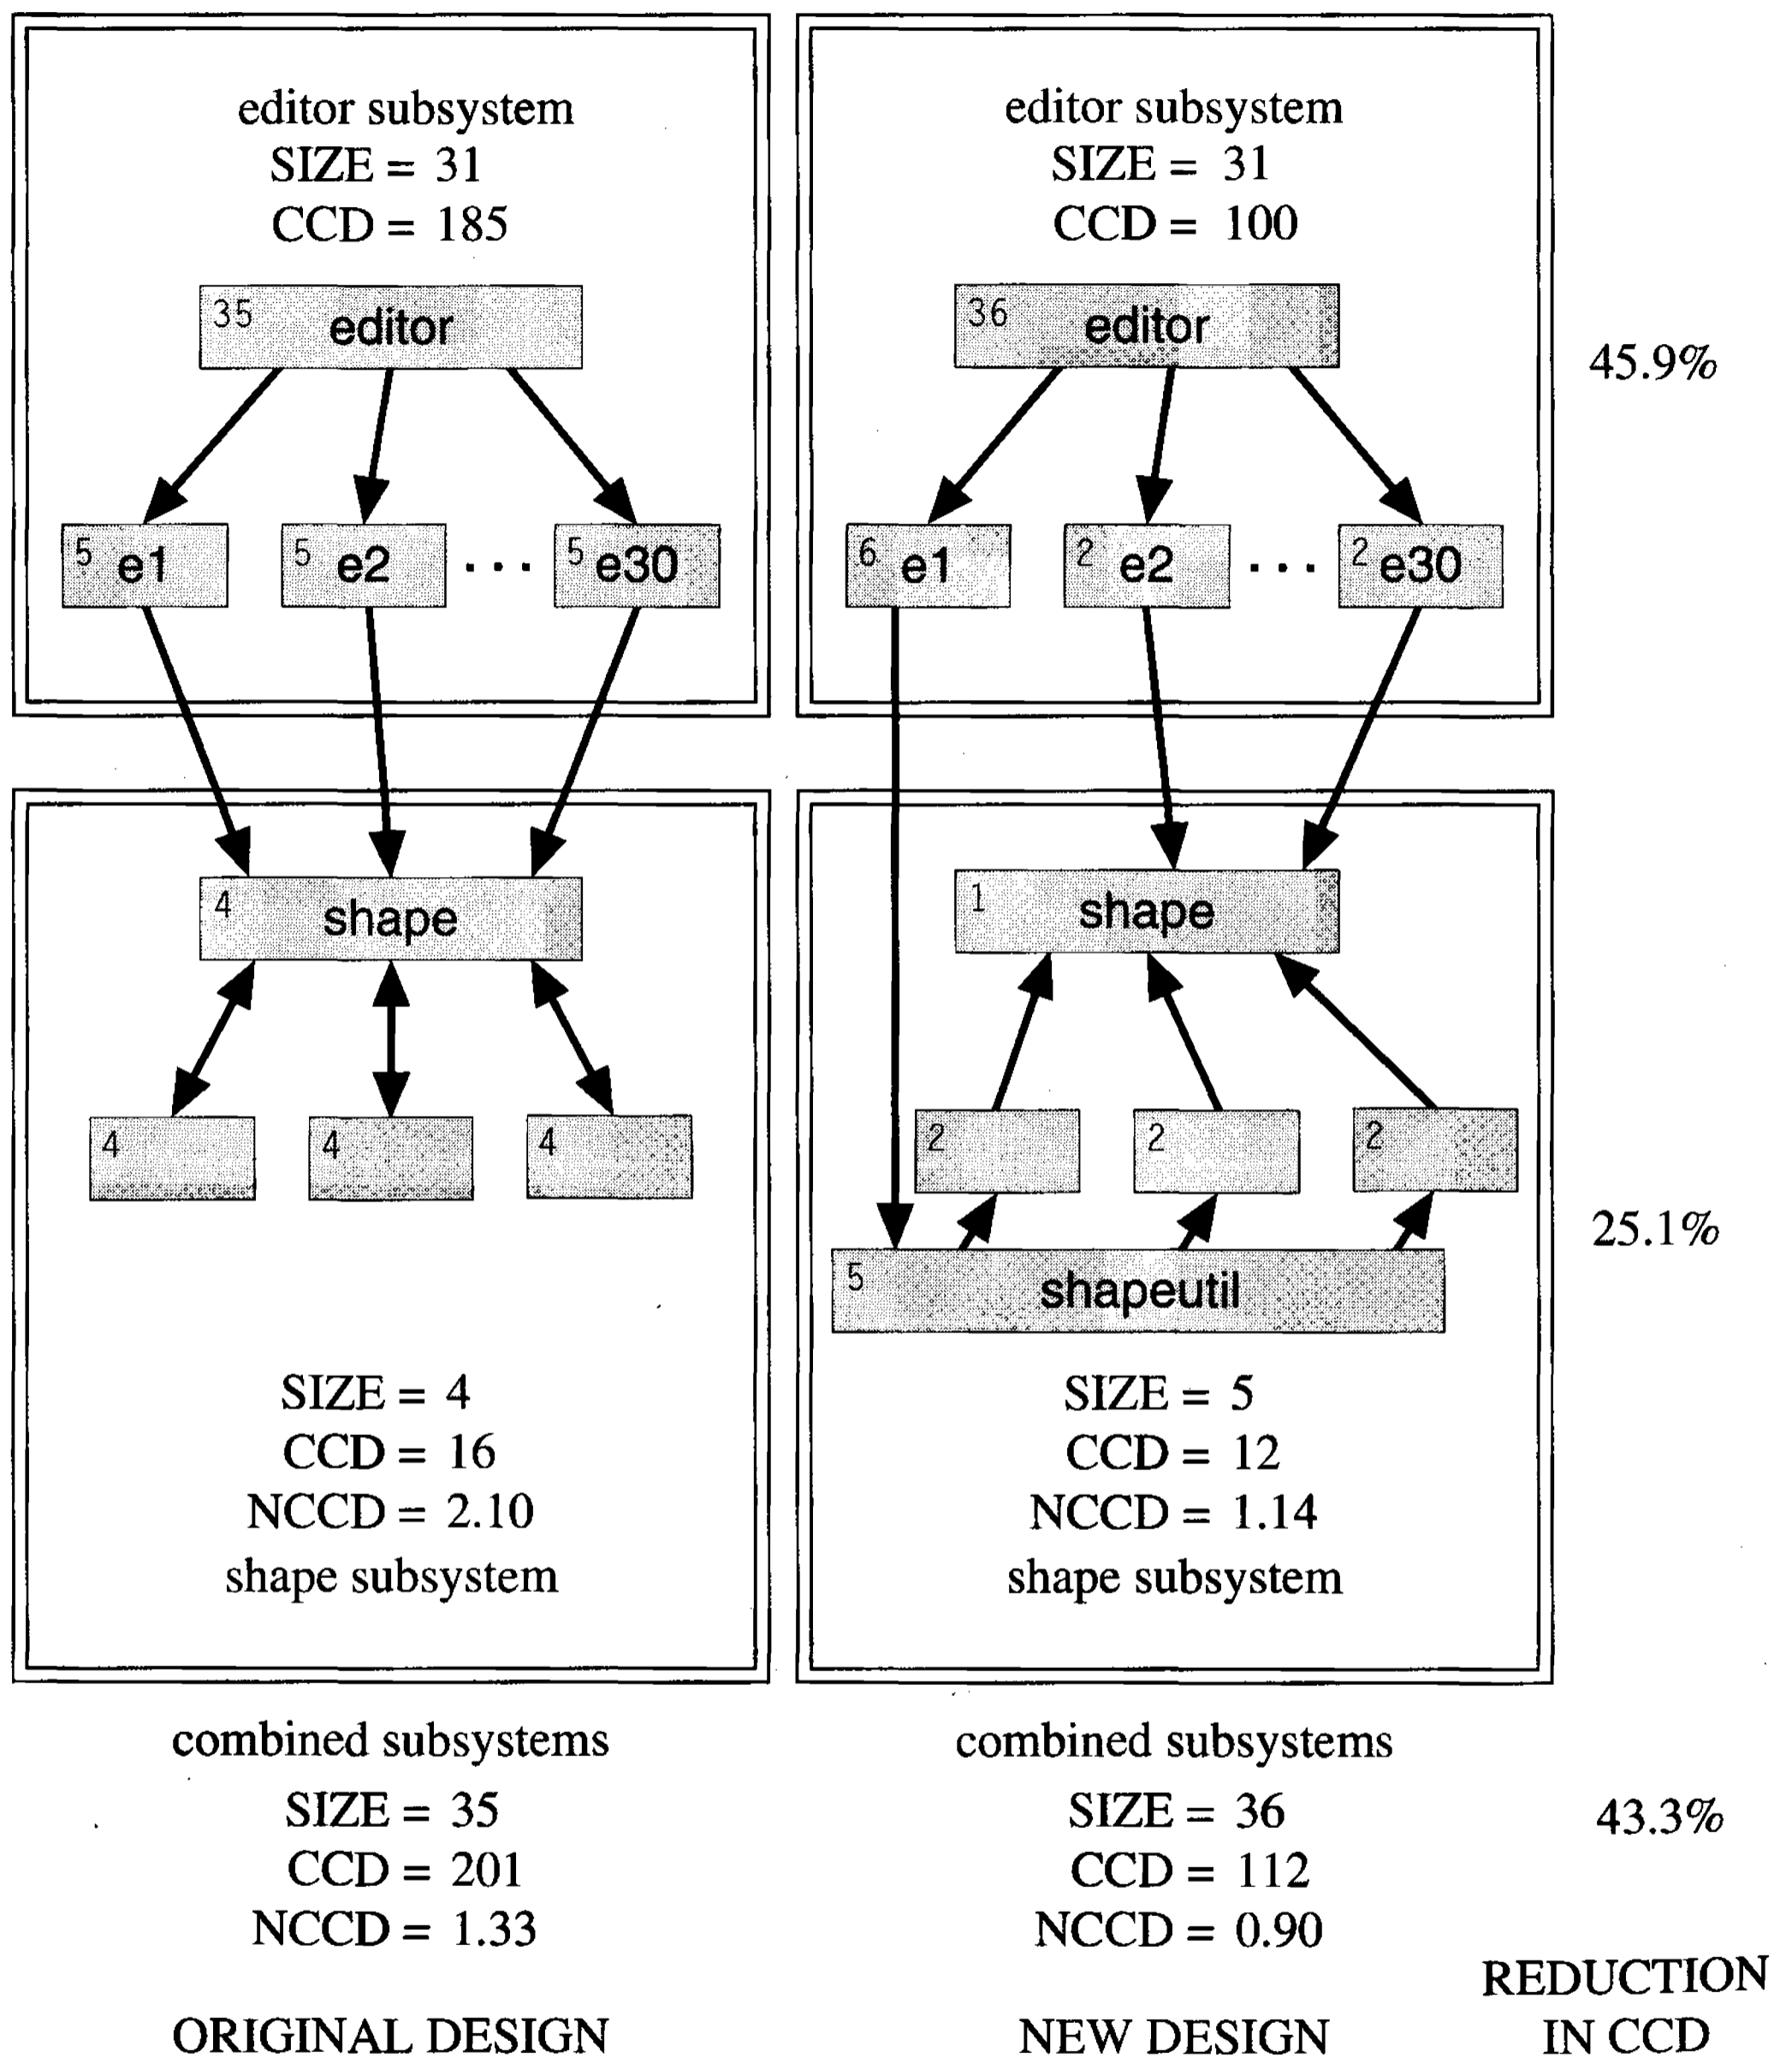 editor subsystem
SIZE = 31
CCD = 185
35 editor
5 e1
5 e2
...
5 e30
4 shape
4
4
4
SIZE = 4
CCD = 16
NCCD = 2.10
shape subsystem
combined subsystems
SIZE = 35
CCD = 201
NCCD = 1.33
ORIGINAL DESIGN
editor subsystem
SIZE = 31
CCD = 100
36 editor
6 e1
2 e2
...
2 e30
1 shape
2
2
2
5 shapeutil
SIZE = 5
CCD = 12
NCCD = 1.14
shape subsystem
combined subsystems
SIZE = 36
CCD = 112
NCCD = 0.90
NEW DESIGN
45.9%
25.1%
43.3%
REDUCTION
IN CCD